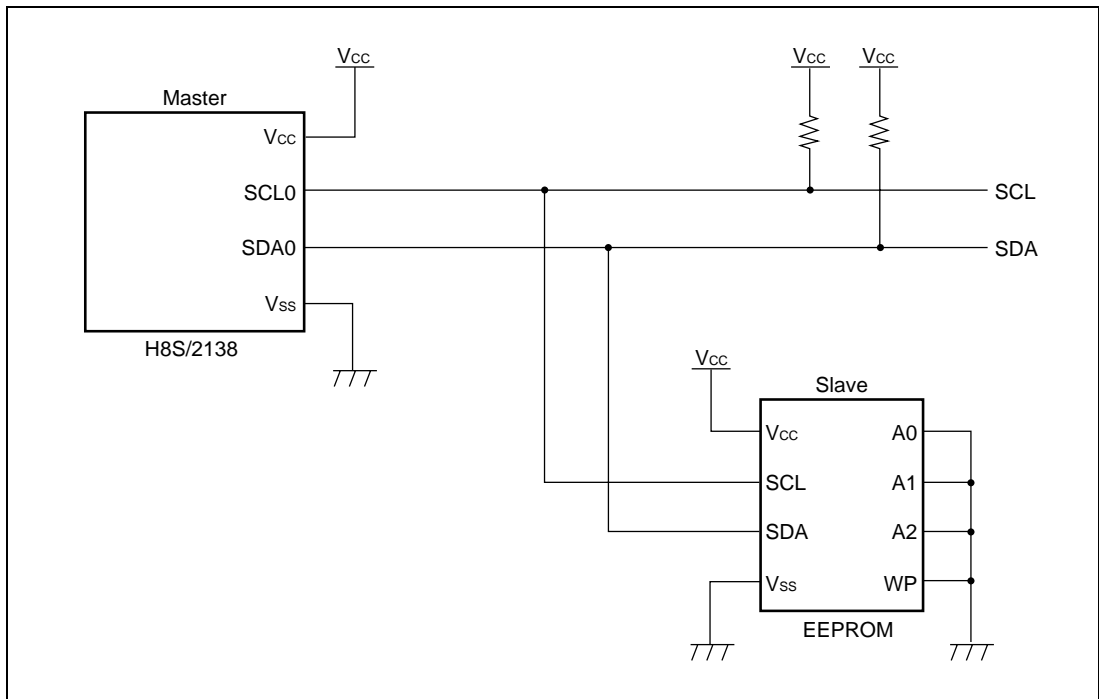 Vcc
Vcc
Vcc
Master
Vcc
SCL0
SCL
SDA0
SDA
Vss
H8S/2138
Vcc
Slave
Vcc
A0
SCL
A1
SDA
A2
Vss
WP
EEPROM